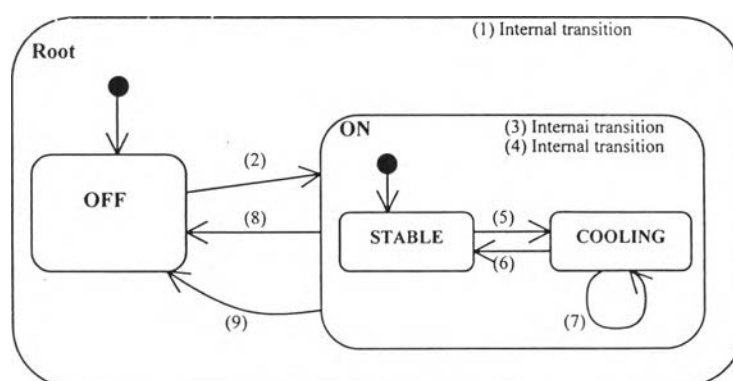 (1) Internal transition
Root
ON
(3) Internai transition
(4) Internal transition
(2)
OFF
(8)
STABLE
(5)
COOLING
(6)
(9)
(7)